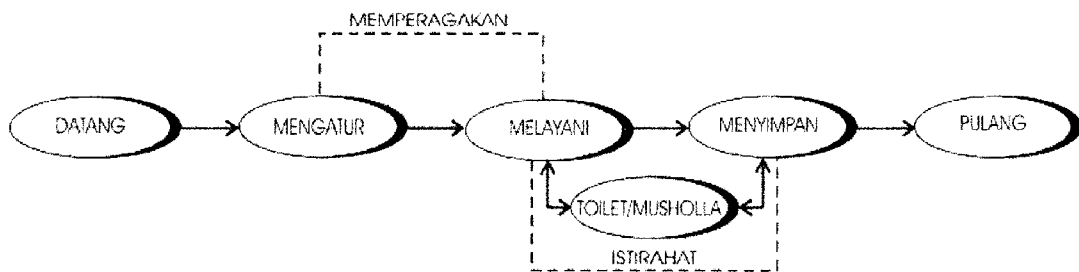 MEMPERAGAKAN
DATANG
MENGATUR
MELAYANI
MENYIMPAN
PULANG
TOILET/MUSHOLLA
ISTIRAHAT